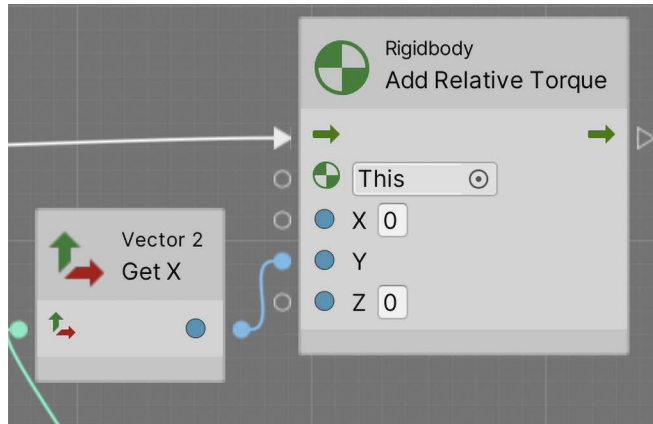 Rigidbody
Add Relative Torque
This
X 0
Y
Z 0
Vector 2
Get X